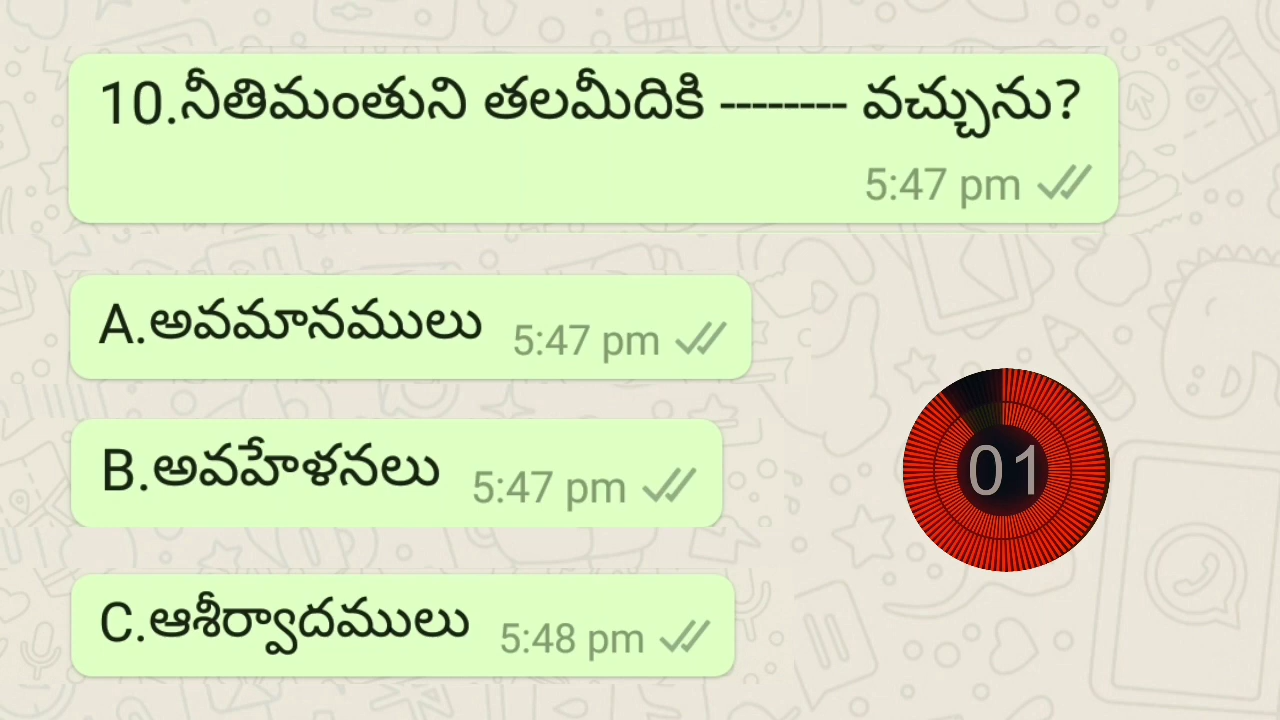 10.నీతిమంతుని తలమీదికి -------- వచ్చును?
5:47 pm
A.అవమానములు 5:47 pm
B.అవహేళనలు 5:47 pm
01
C.ఆశీర్వాదములు 5:48 pm